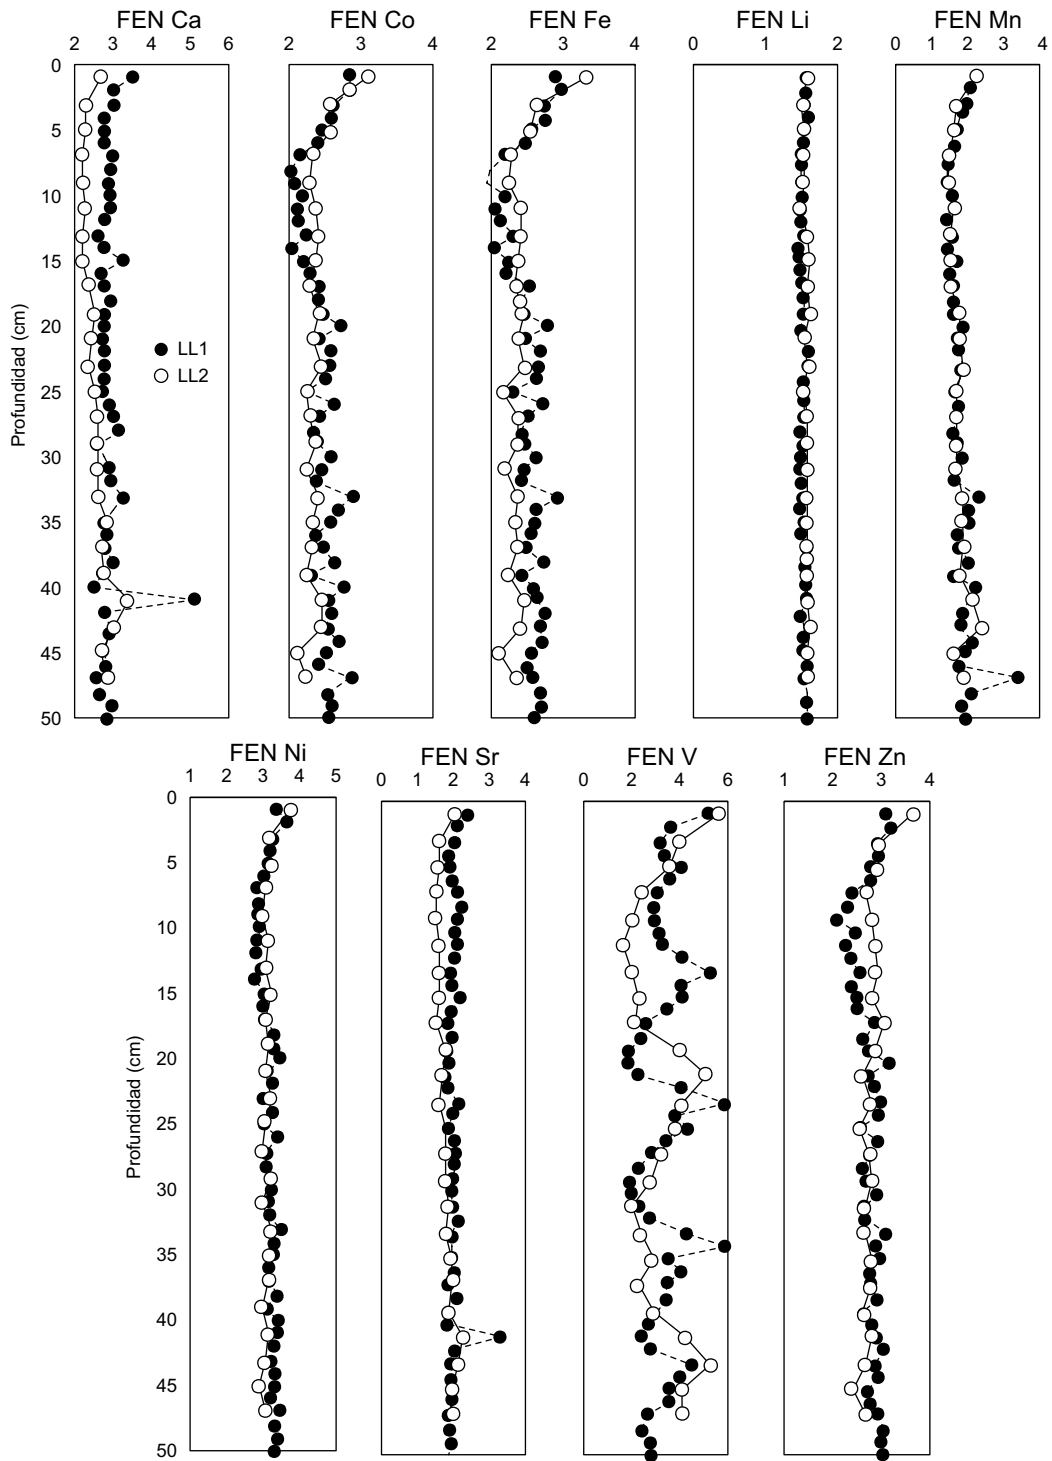 FEN Ca FEN Co FEN Fe FEN Li FEN Mn
2 3 4 5 6 2 3 4 2 3 4 0 1 2 0 1 2 3 4
0
5
10
15
20
25
30
35
40
45
50
Profundidad (cm)
LL1
LL2
FEN Ni FEN Sr FEN V FEN Zn
1 2 3 4 5 0 1 2 3 4 0 2 4 6 1 2 3 4
0
5
10
15
20
25
30
35
40
45
50
Profundidad (cm)